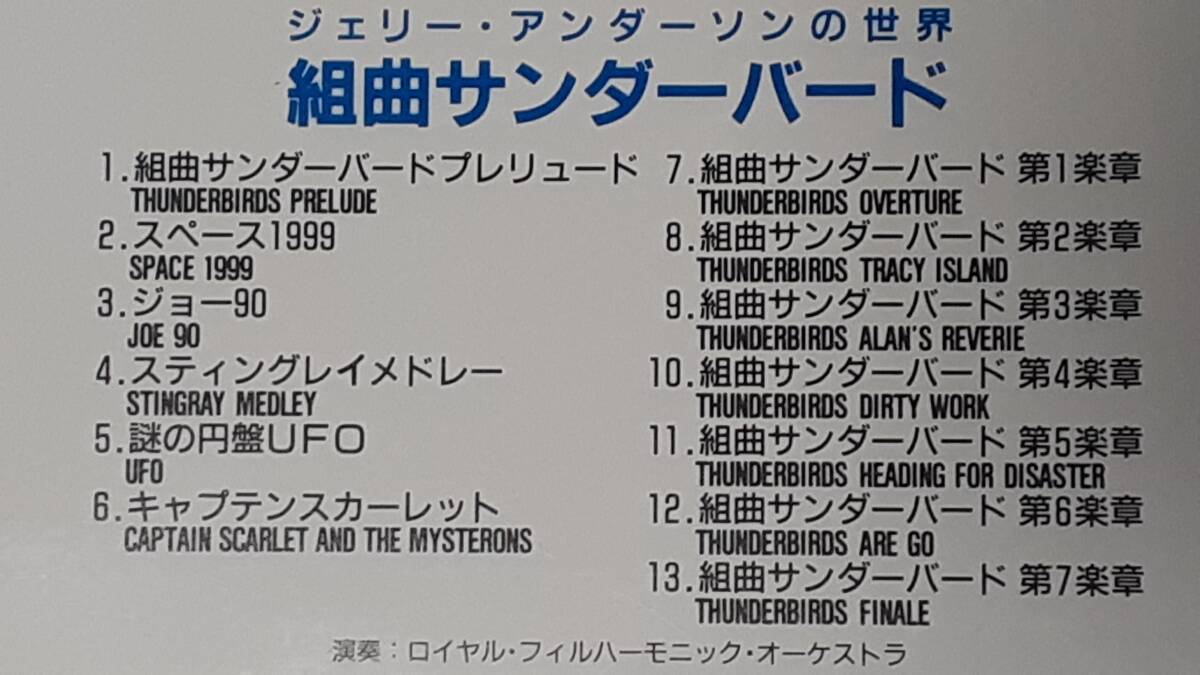 ジェリー・アンダーソンの世界
組曲サンダーバード
1.組曲サンダーバードプレリュード
THUNDERBIRDS PRELUDE
2.スペース1999
SPACE 1999
3.ジョー90
JOE 90
4.スティングレイメドレー
STINGRAY MEDLEY
5.謎の円盤UFO
UFO
6.キャプテンスカーレット
CAPTAIN SCARLET AND THE MYSTERONS
7.組曲サンダーバード 第1楽章
THUNDERBIRDS OVERTURE
8.組曲サンダーバード 第2楽章
THUNDERBIRDS TRACY ISLAND
9.組曲サンダーバード 第3楽章
THUNDERBIRDS ALAN'S REVERIE
10.組曲サンダーバード 第4楽章
THUNDERBIRDS DIRTY WORK
11.組曲サンダーバード 第5楽章
THUNDERBIRDS HEADING FOR DISASTER
12.組曲サンダーバード 第6楽章
THUNDERBIRDS ARE GO
13.組曲サンダーバード 第7楽章
THUNDERBIRDS FINALE
演奏：ロイヤル・フィルハーモニック・オーケストラ